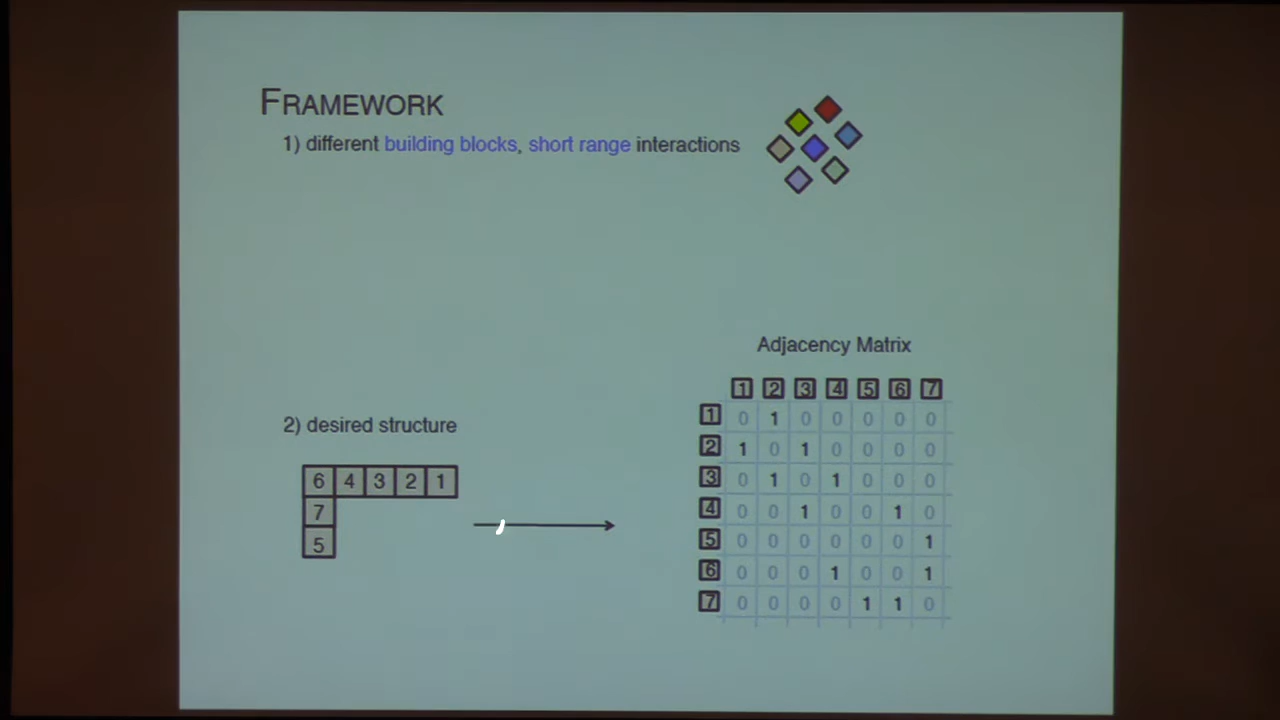 FRAMEWORK
1) different building blocks, short range interactions
2) desired structure
6 4 3 2 1
7
5
Adjacency Matrix
1 2 3 4 5 6 7
1 0 1 0 0 0 0 0
2 1 0 1 0 0 0 0
3 0 1 0 1 0 0 0
4 0 0 1 0 0 1 0
5 0 0 0 0 0 0 1
6 0 0 0 1 0 0 1
7 0 0 0 0 1 1 0